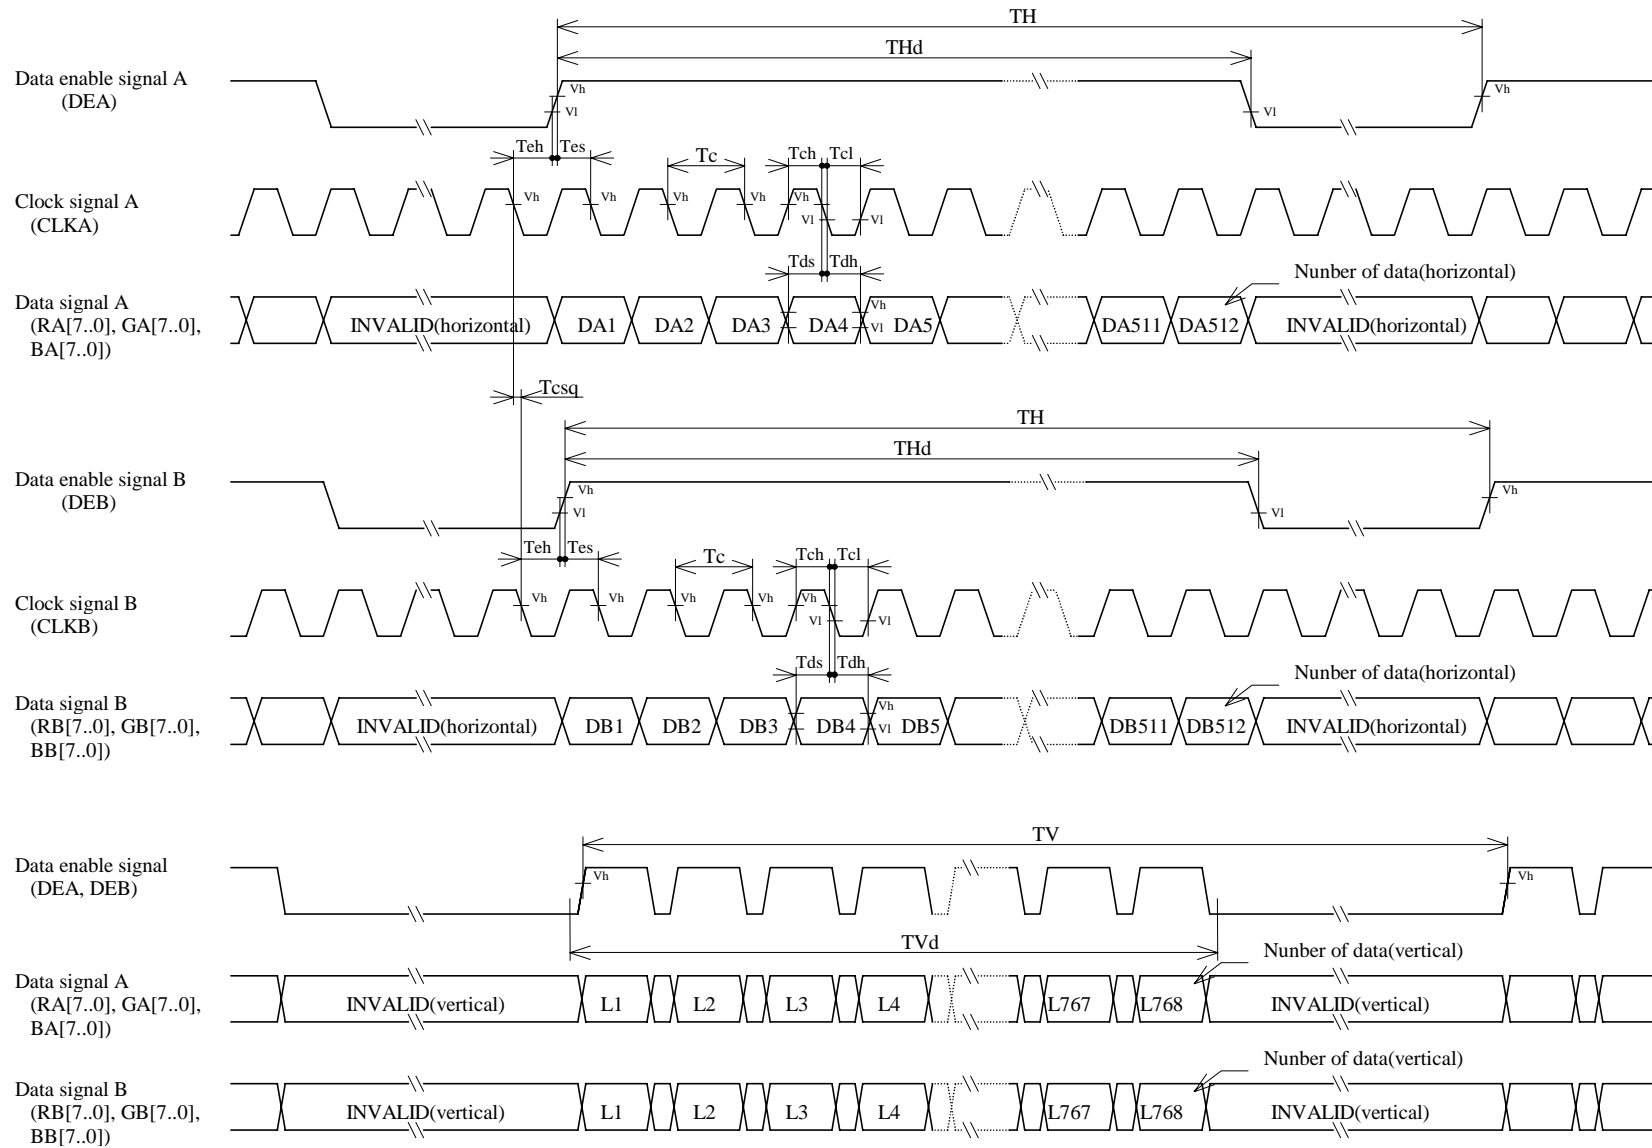 TH
THd
Data enable signal A
(DEA)
Vh
Vl
Vl
Vh
Teh Tes Tc Tch Tcl
Clock signal A
(CLKA)
Vh Vh Vh Vh Vh
Vl Vl
Tds Tdh
Nunber of data(horizontal)
Data signal A
(RA[7..0], GA[7..0],
BA[7..0])
INVALID(horizontal) DA1 DA2 DA3 DA4 DA5 DA511 DA512 INVALID(horizontal)
Vh
Vl
Tcsq
TH
THd
Data enable signal B
(DEB)
Vh
Vl
Vl
Vh
Teh Tes Tc Tch Tcl
Clock signal B
(CLKB)
Vh Vh Vh Vh Vh
Vl Vl
Tds Tdh
Nunber of data(horizontal)
Data signal B
(RB[7..0], GB[7..0],
BB[7..0])
INVALID(horizontal) DB1 DB2 DB3 DB4 DB5 DB511 DB512 INVALID(horizontal)
Vh
Vl
TV
Data enable signal
(DEA, DEB)
Vh Vh
TVd
Nunber of data(vertical)
Data signal A
(RA[7..0], GA[7..0],
BA[7..0])
INVALID(vertical) L1 L2 L3 L4 L767 L768 INVALID(vertical)
Nunber of data(vertical)
Data signal B
(RB[7..0], GB[7..0],
BB[7..0])
INVALID(vertical) L1 L2 L3 L4 L767 L768 INVALID(vertical)